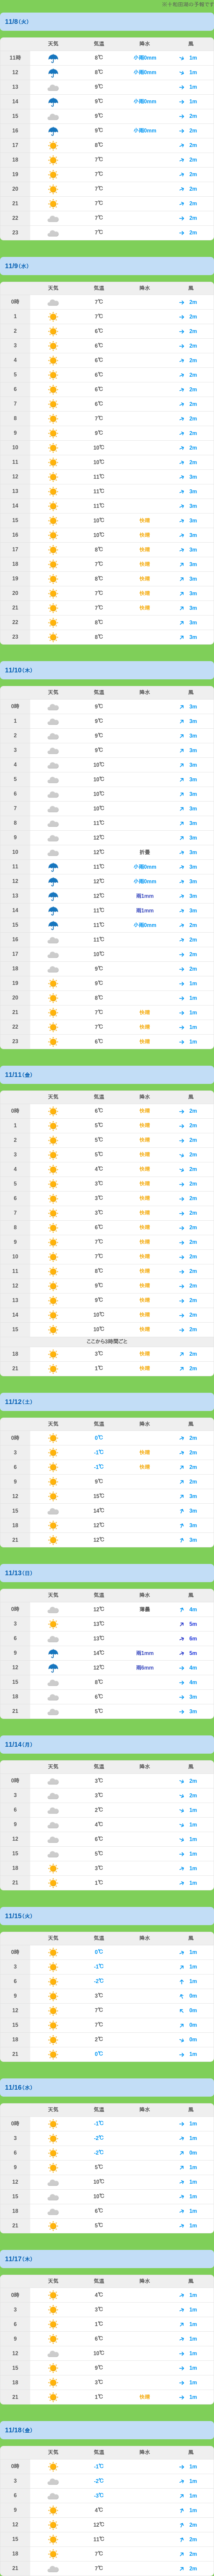 ※十勝岳温の予報です
11/8（火）
天気 気温 降水 風
11時 8℃ 小雨0mm 1m
12 8℃ 小雨0mm 1m
13 9℃ 1m
14 9℃ 小雨0mm 1m
15 9℃ 2m
16 9℃ 小雨0mm 2m
17 8℃ 2m
18 7℃ 2m
19 7℃ 2m
20 7℃ 2m
21 7℃ 2m
22 7℃ 2m
23 7℃ 2m
11/9（水）
天気 気温 降水 風
0時 7℃ 2m
1 7℃ 2m
2 6℃ 2m
3 6℃ 2m
4 6℃ 2m
5 6℃ 2m
6 6℃ 2m
7 6℃ 2m
8 7℃ 2m
9 9℃ 2m
10 10℃ 2m
11 10℃ 2m
12 11℃ 3m
13 11℃ 3m
14 11℃ 3m
15 10℃ 快晴 3m
16 10℃ 快晴 3m
17 8℃ 快晴 3m
18 7℃ 快晴 3m
19 8℃ 快晴 3m
20 7℃ 快晴 3m
21 7℃ 快晴 3m
22 8℃ 3m
23 8℃ 3m
11/10（木）
天気 気温 降水 風
0時 9℃ 3m
1 9℃ 3m
2 9℃ 3m
3 9℃ 3m
4 10℃ 3m
5 10℃ 3m
6 10℃ 3m
7 10℃ 3m
8 11℃ 3m
9 12℃ 3m
10 12℃ 3m
11 11℃ 小雨0mm 3m
12 12℃ 小雨0mm 3m
13 12℃ 雨1mm 3m
14 11℃ 雨1mm 3m
15 11℃ 小雨0mm 2m
16 11℃ 2m
17 10℃ 2m
18 9℃ 2m
19 9℃ 1m
20 8℃ 1m
21 7℃ 快晴 1m
22 7℃ 快晴 1m
23 6℃ 快晴 1m
11/11（金）
天気 気温 降水 風
0時 6℃ 快晴 2m
1 5℃ 快晴 2m
2 5℃ 快晴 2m
3 5℃ 快晴 2m
4 4℃ 快晴 2m
5 3℃ 快晴 2m
6 3℃ 快晴 2m
7 3℃ 快晴 2m
8 6℃ 快晴 2m
9 7℃ 快晴 2m
10 7℃ 快晴 2m
11 8℃ 快晴 2m
12 9℃ 快晴 2m
13 9℃ 快晴 2m
14 10℃ 快晴 2m
15 10℃ 快晴 2m
ここから3時間ごと
18 3℃ 快晴 2m
21 1℃ 快晴 2m
11/12（土）
天気 気温 降水 風
0時 0℃ 2m
3 -1℃ 快晴 2m
6 -1℃ 快晴 2m
9 9℃ 2m
12 15℃ 3m
15 14℃ 3m
18 12℃ 3m
21 12℃ 3m
11/13（日）
天気 気温 降水 風
0時 12℃ 薄曇 4m
3 13℃ 5m
6 13℃ 6m
9 14℃ 雨1mm 5m
12 12℃ 雨6mm 4m
15 8℃ 4m
18 6℃ 3m
21 5℃ 3m
11/14（月）
天気 気温 降水 風
0時 3℃ 2m
3 3℃ 2m
6 2℃ 1m
9 4℃ 1m
12 6℃ 1m
15 5℃ 1m
18 3℃ 1m
21 1℃ 1m
11/15（火）
天気 気温 降水 風
0時 0℃ 1m
3 -1℃ 1m
6 -2℃ 1m
9 3℃ 0m
12 7℃ 0m
15 7℃ 0m
18 2℃ 0m
21 0℃ 1m
11/16（水）
天気 気温 降水 風
0時 -1℃ 1m
3 -2℃ 1m
6 -2℃ 0m
9 5℃ 1m
12 10℃ 1m
15 10℃ 1m
18 6℃ 1m
21 5℃ 1m
11/17（木）
天気 気温 降水 風
0時 4℃ 1m
3 3℃ 1m
6 1℃ 1m
9 6℃ 1m
12 10℃ 1m
15 9℃ 1m
18 3℃ 1m
21 1℃ 快晴 1m
11/18（金）
天気 気温 降水 風
0時 -1℃ 1m
3 -2℃ 1m
6 -3℃ 1m
9 4℃ 1m
12 12℃ 2m
15 11℃ 2m
18 7℃ 2m
21 7℃ 2m